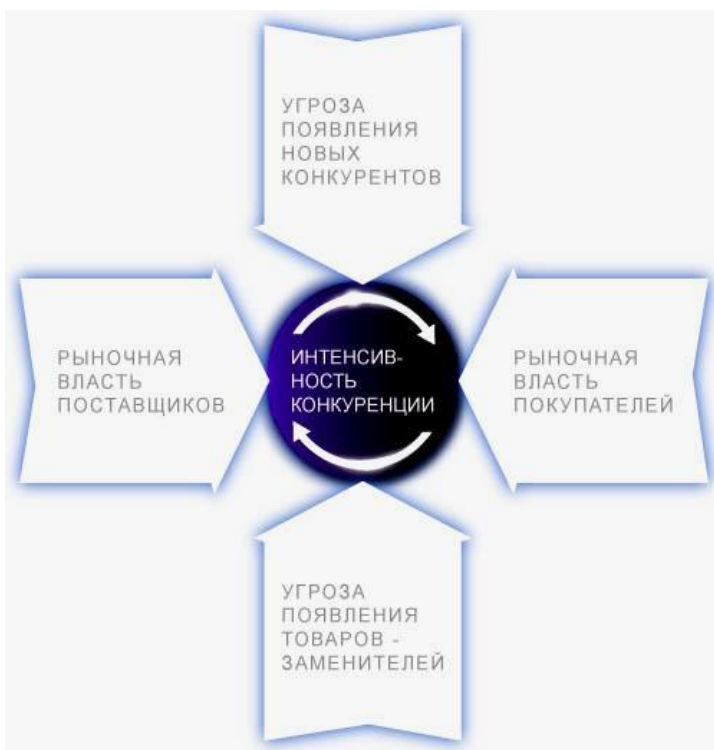 УГРОЗА
ПОЯВЛЕНИЯ
НОВЫХ
КОНКУРЕНТОВ
РЫНОЧНАЯ
ВЛАСТЬ
ПОСТАВЩИКОВ
ИНТЕНСИВ-
НОСТЬ
КОНКУРЕНЦИИ
РЫНОЧНАЯ
ВЛАСТЬ
ПОКУПАТЕЛЕЙ
УГРОЗА
ПОЯВЛЕНИЯ
ТОВАРОВ -
ЗАМЕНИТЕЛЕЙ